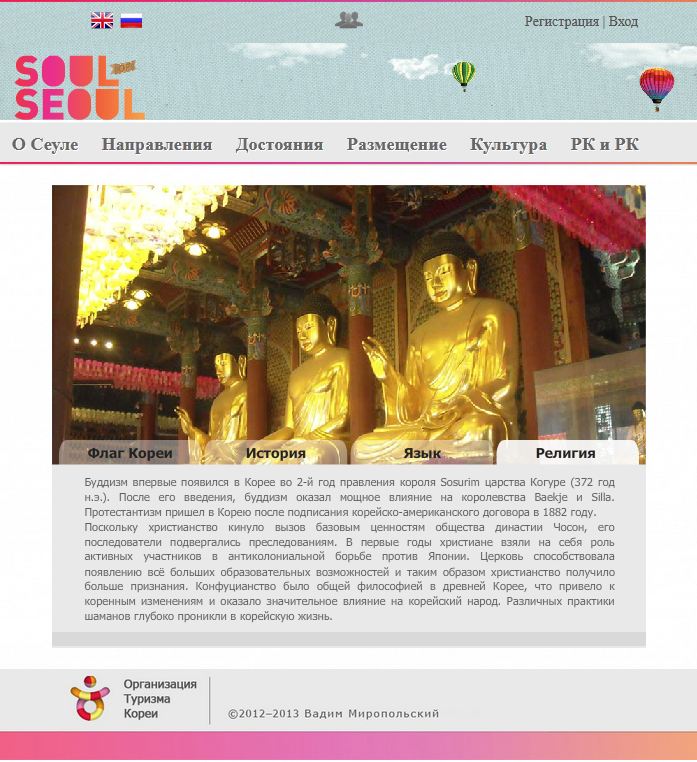 Регистрация | Вход
SOUL
SEOUL
О Сеуле Направления Достояния Размещение Культура РК и РК
Флаг Кореи История Язык Религия
Буддизм впервые появился в Корее во 2-й год правления короля Sosurim царства Когуре (372 год
н.э.). После его введения, буддизм оказал мощное влияние на королевства Baekje и Silla.
Протестантизм пришел в Корею после подписания корейско-американского договора в 1882 году.
Поскольку христианство кинуло вызов базовым ценностям общества династии Чосон, его
последователи подвергались преследованиям. В первые годы христиане взяли на себя роль
активных участников в антиколониальной борьбе против Японии. Церковь способствовала
появлению всё больших образовательных возможностей и таким образом христианство получило
больше признания. Конфуцианство было общей философией в древней Корее, что привело к
коренным изменениям и оказало значительное влияние на корейский народ. Различных практики
шаманов глубоко проникли в корейскую жизнь.
Организация
Туризма
Кореи
©2012–2013 Вадим Миропольский